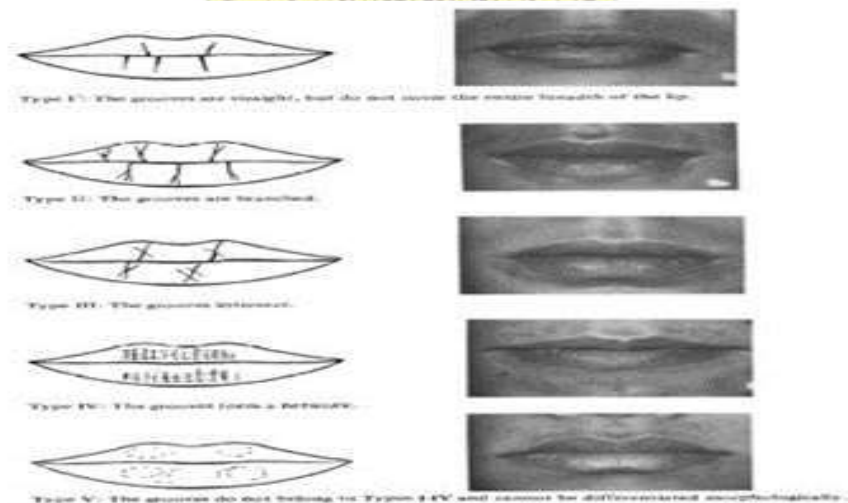 Type I': The grooves are straight, but do not cover the entire breadth of the lip.
Type II: The grooves are branched.
Type III: The grooves intersect.
Type IV: The grooves form a network.
Type V: The grooves do not belong to Types I-IV and cannot be differentiated morphologically